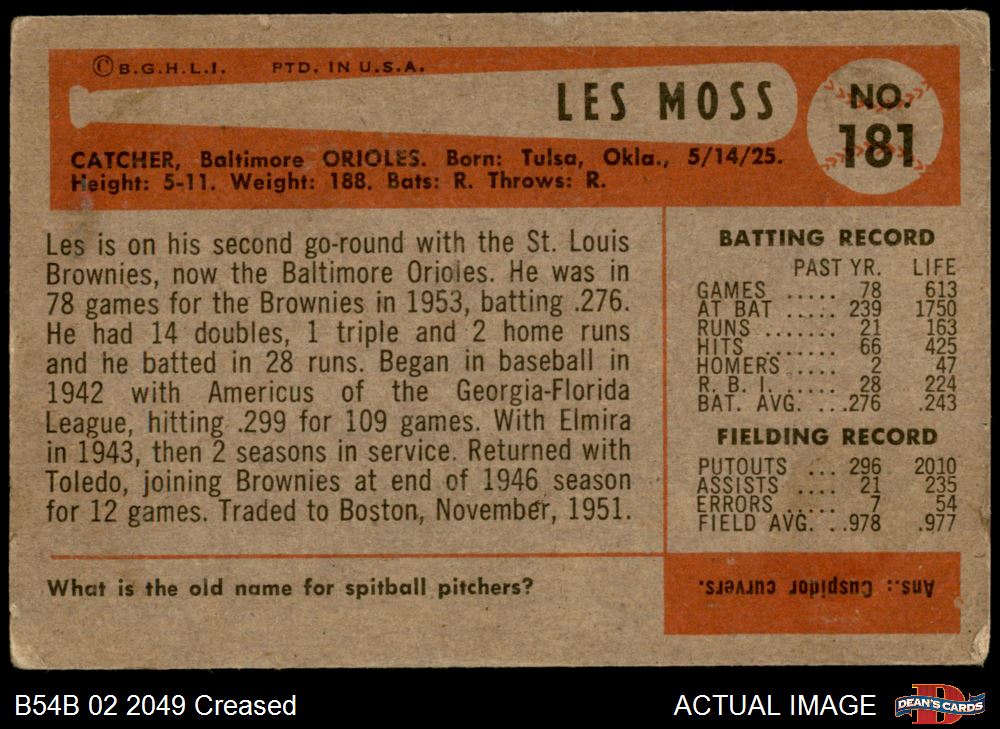 © B.G.H.L.I. PTD. IN U.S.A.
LES MOSS
NO.
181
CATCHER, Baltimore ORIOLES. Born: Tulsa, Okla., 5/14/25.
Height: 5-11. Weight: 188. Bats: R. Throws: R.
Les is on his second go-round with the St. Louis
Brownies, now the Baltimore Orioles. He was in
78 games for the Brownies in 1953, batting .276.
He had 14 doubles, 1 triple and 2 home runs
and he batted in 28 runs. Began in baseball in
1942 with Americus of the Georgia-Florida
League, hitting .299 for 109 games. With Elmira
in 1943, then 2 seasons in service. Returned with
Toledo, joining Brownies at end of 1946 season
for 12 games. Traded to Boston, November, 1951.
BATTING RECORD
PAST YR. LIFE
GAMES ..... 78 613
AT BAT ..... 239 1750
RUNS ....... 21 163
HITS ....... 66 425
HOMERS ..... 2 47
R. B. I. ..... 28 224
BAT. AVG. ...276 .243
FIELDING RECORD
PUTOUTS ... 296 2010
ASSISTS .... 21 235
ERRORS ..... 7 54
FIELD AVG. ..978 .977
What is the old name for spitball pitchers?
Ans.: Cuspidor curvers.
B54B 02 2049 Creased
ACTUAL IMAGE
D
DEAN'S CARDS